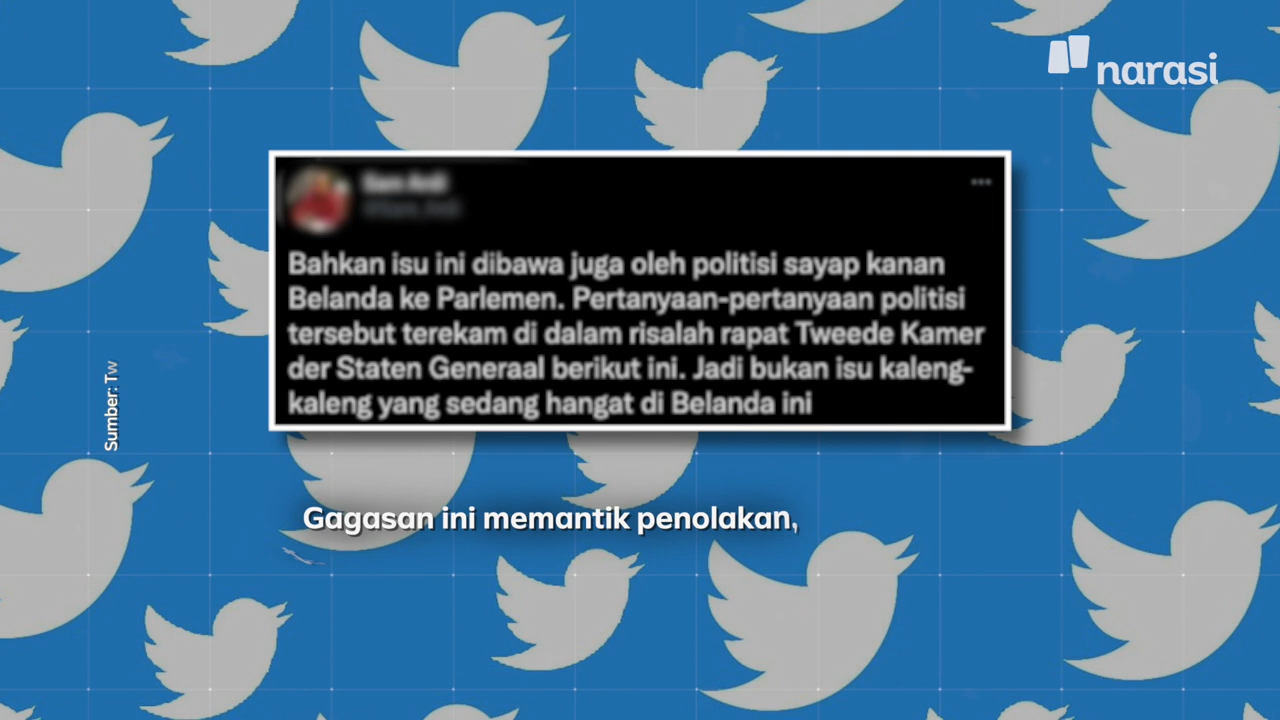 narasi
Bahkan isu ini dibawa juga oleh politisi sayap kanan
Belanda ke Parlemen. Pertanyaan-pertanyaan politisi
tersebut terekam di dalam risalah rapat Tweede Kamer
der Staten Generaal berikut ini. Jadi bukan isu kaleng-
kaleng yang sedang hangat di Belanda ini
Sumber: Tw
Gagasan ini memantik penolakan,